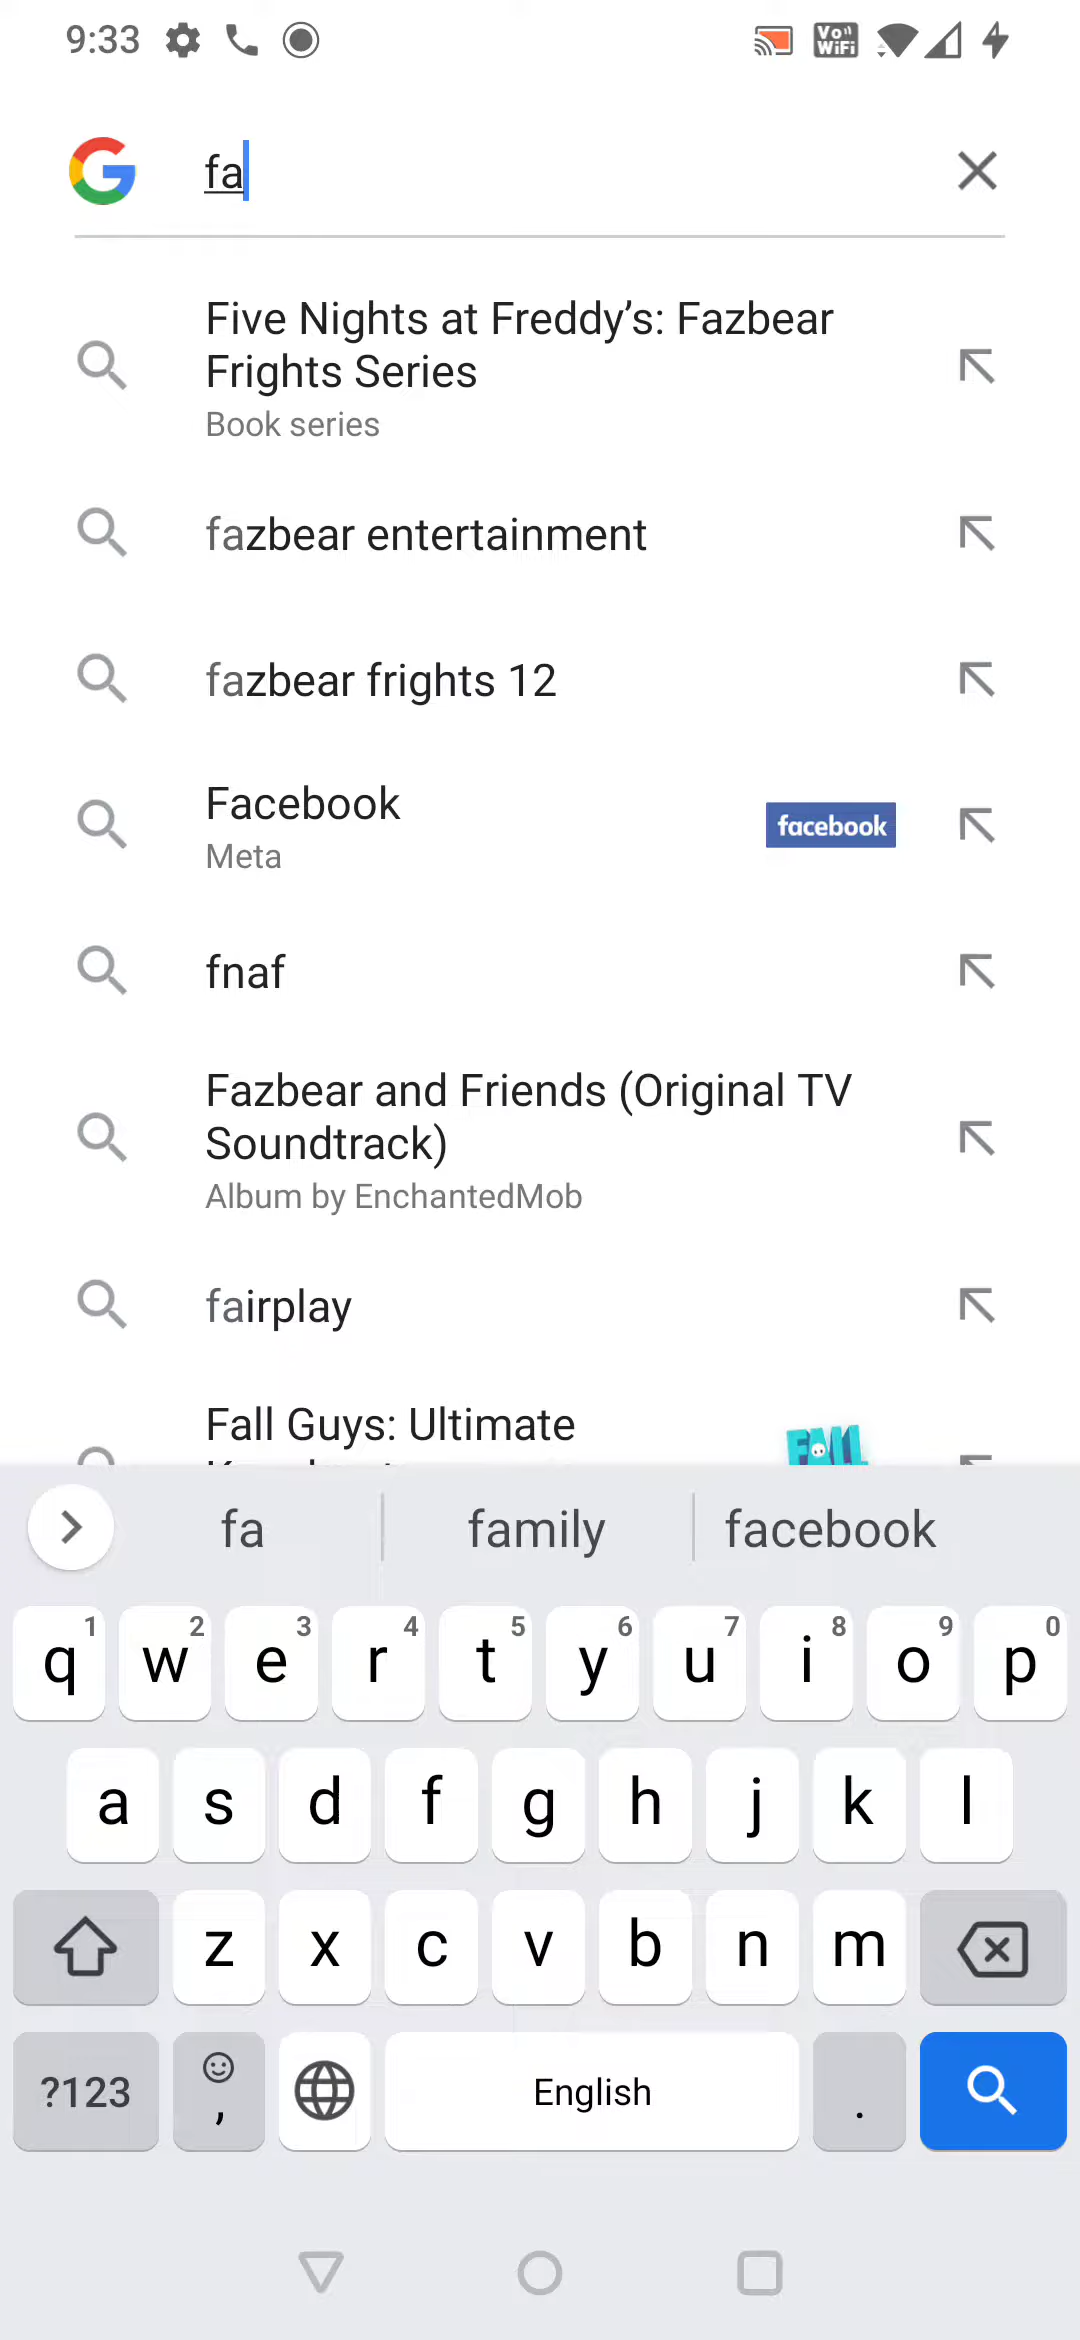 9:33
Vo
WiFi
fa
Five Nights at Freddy’s: Fazbear
Frights Series
Book series
fazbear entertainment
fazbear frights 12
Facebook
Meta
facebook
fnaf
Fazbear and Friends (Original TV
Soundtrack)
Album by EnchantedMob
fairplay
Fall Guys: Ultimate
FALL
fa family facebook
1 2 3 4 5 6 7 8 9 0
q w e r t y u i o p
a s d f g h j k l
z x c v b n m
?123 , English .